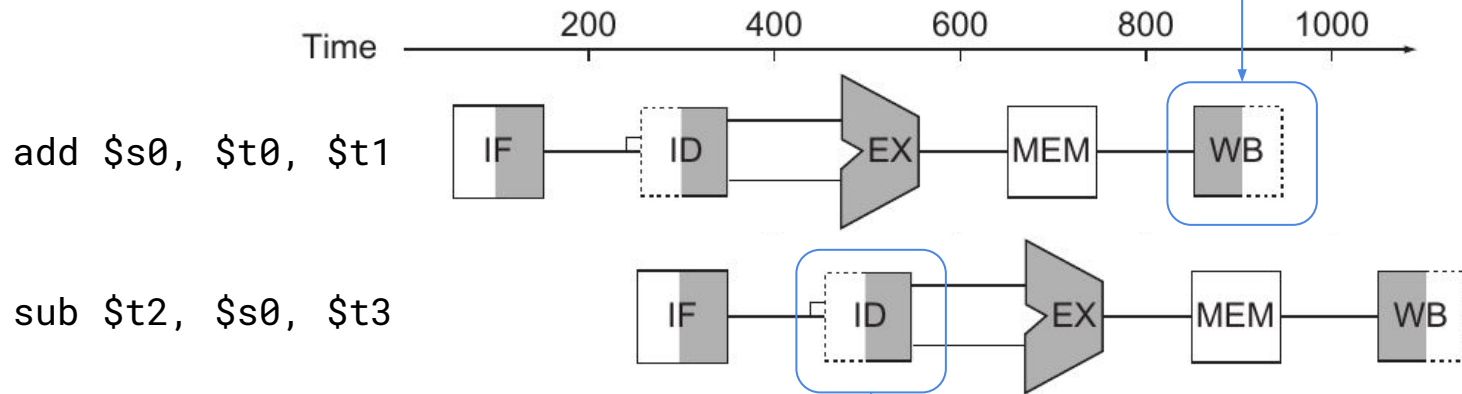 Time 200 400 600 800 1000
add $s0, $t0, $t1 IF ID EX MEM WB
sub $t2, $s0, $t3 IF ID EX MEM WB